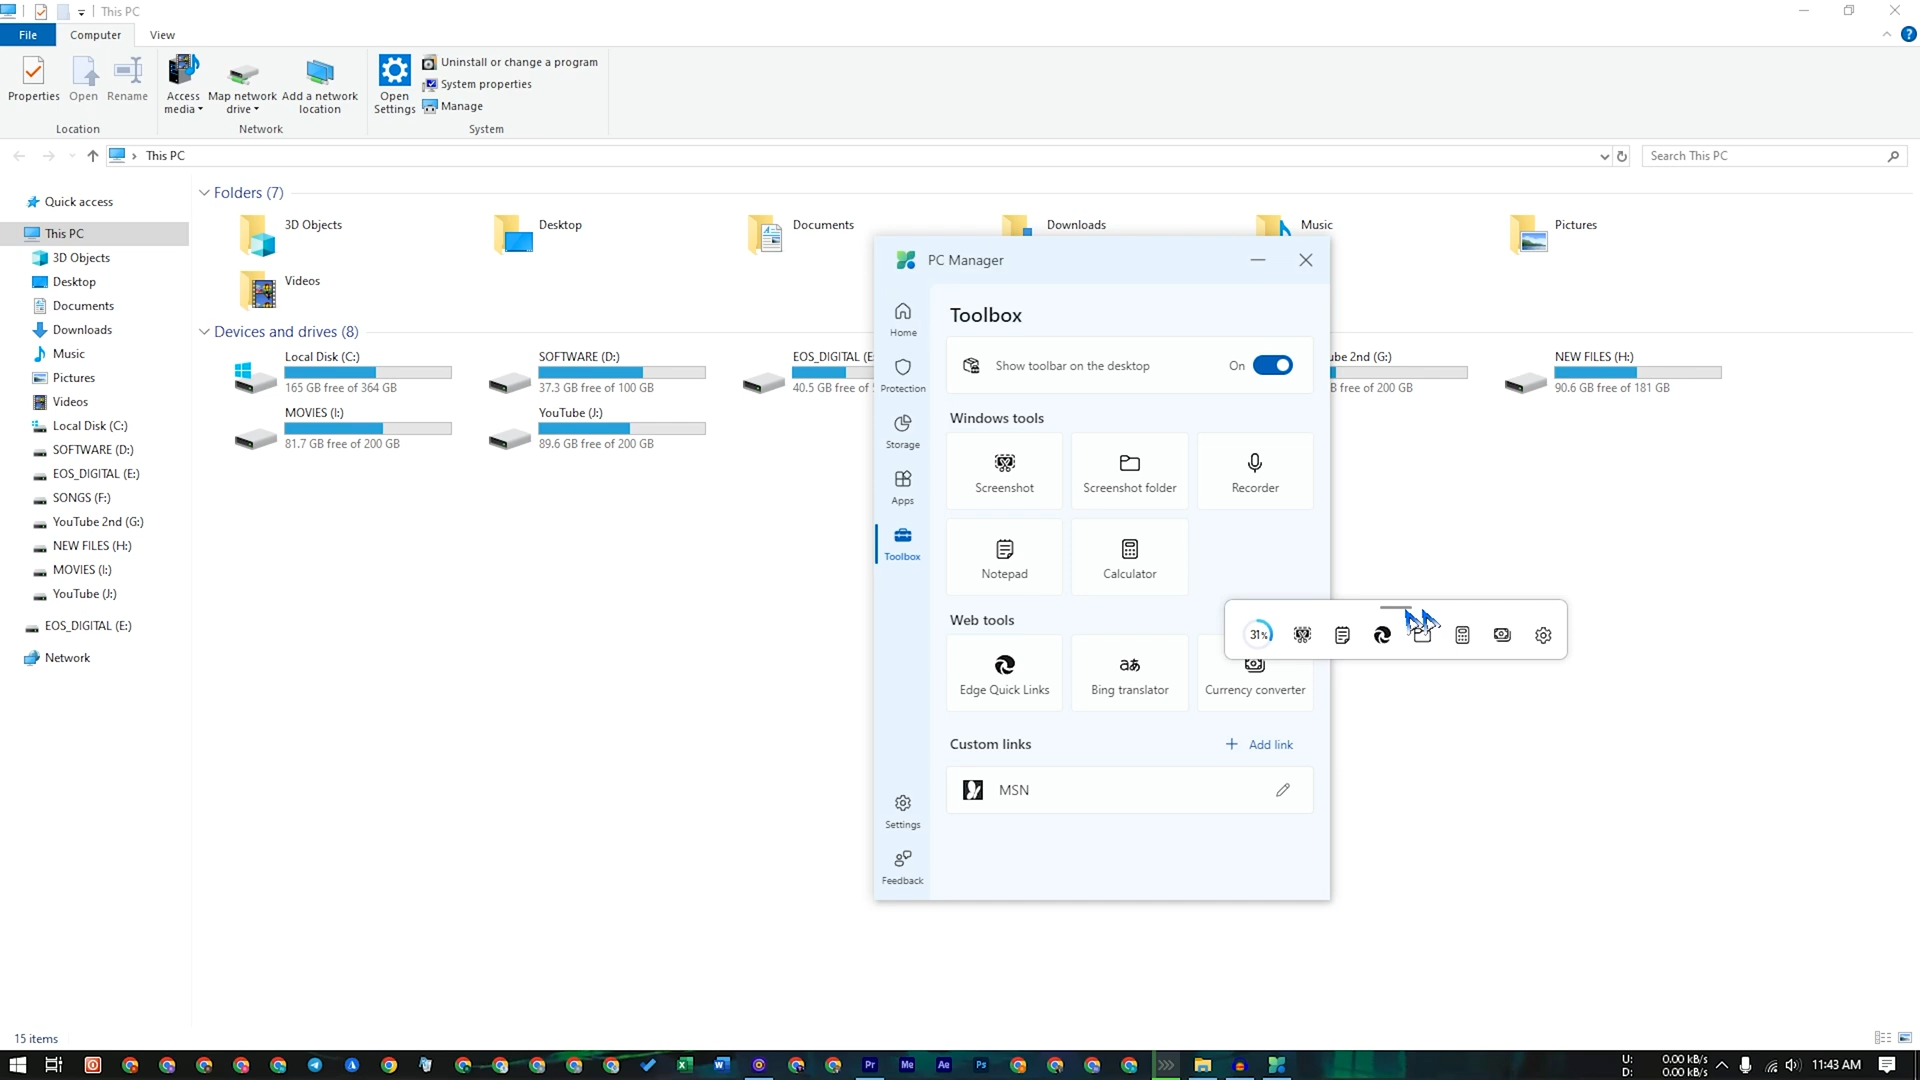 This PC
File
Computer
View
Properties
Open
Rename
Access media
Map network drive
Add a network location
Open Settings
Uninstall or change a program
System properties
Manage
Location
Network
System
This PC
Search This PC
Quick access
This PC
3D Objects
Desktop
Documents
Downloads
Music
Pictures
Videos
Local Disk (C:)
SOFTWARE (D:)
EOS_DIGITAL (E:)
SONGS (F:)
YouTube 2nd (G:)
NEW FILES (H:)
MOVIES (I:)
YouTube (J:)
EOS_DIGITAL (E:)
Network
Folders (7)
3D Objects
Desktop
Documents
Downloads
Music
Pictures
Videos
Devices and drives (8)
Local Disk (C:)
165 GB free of 364 GB
SOFTWARE (D:)
37.3 GB free of 100 GB
EOS_DIGITAL (E
40.5 GB free of
ube 2nd (G:)
B free of 200 GB
NEW FILES (H:)
90.6 GB free of 181 GB
MOVIES (I:)
81.7 GB free of 200 GB
YouTube (J:)
89.6 GB free of 200 GB
PC Manager
Home
Protection
Storage
Apps
Toolbox
Settings
Feedback
Toolbox
Show toolbar on the desktop
On
Windows tools
Screenshot
Screenshot folder
Recorder
Notepad
Calculator
Web tools
Edge Quick Links
aあ
Bing translator
Currency converter
Custom links
+ Add link
MSN
31%
15 items
Pr
Me
Ae
Ps
U: 0.00 kB/s
D: 0.00 kB/s
11:43 AM